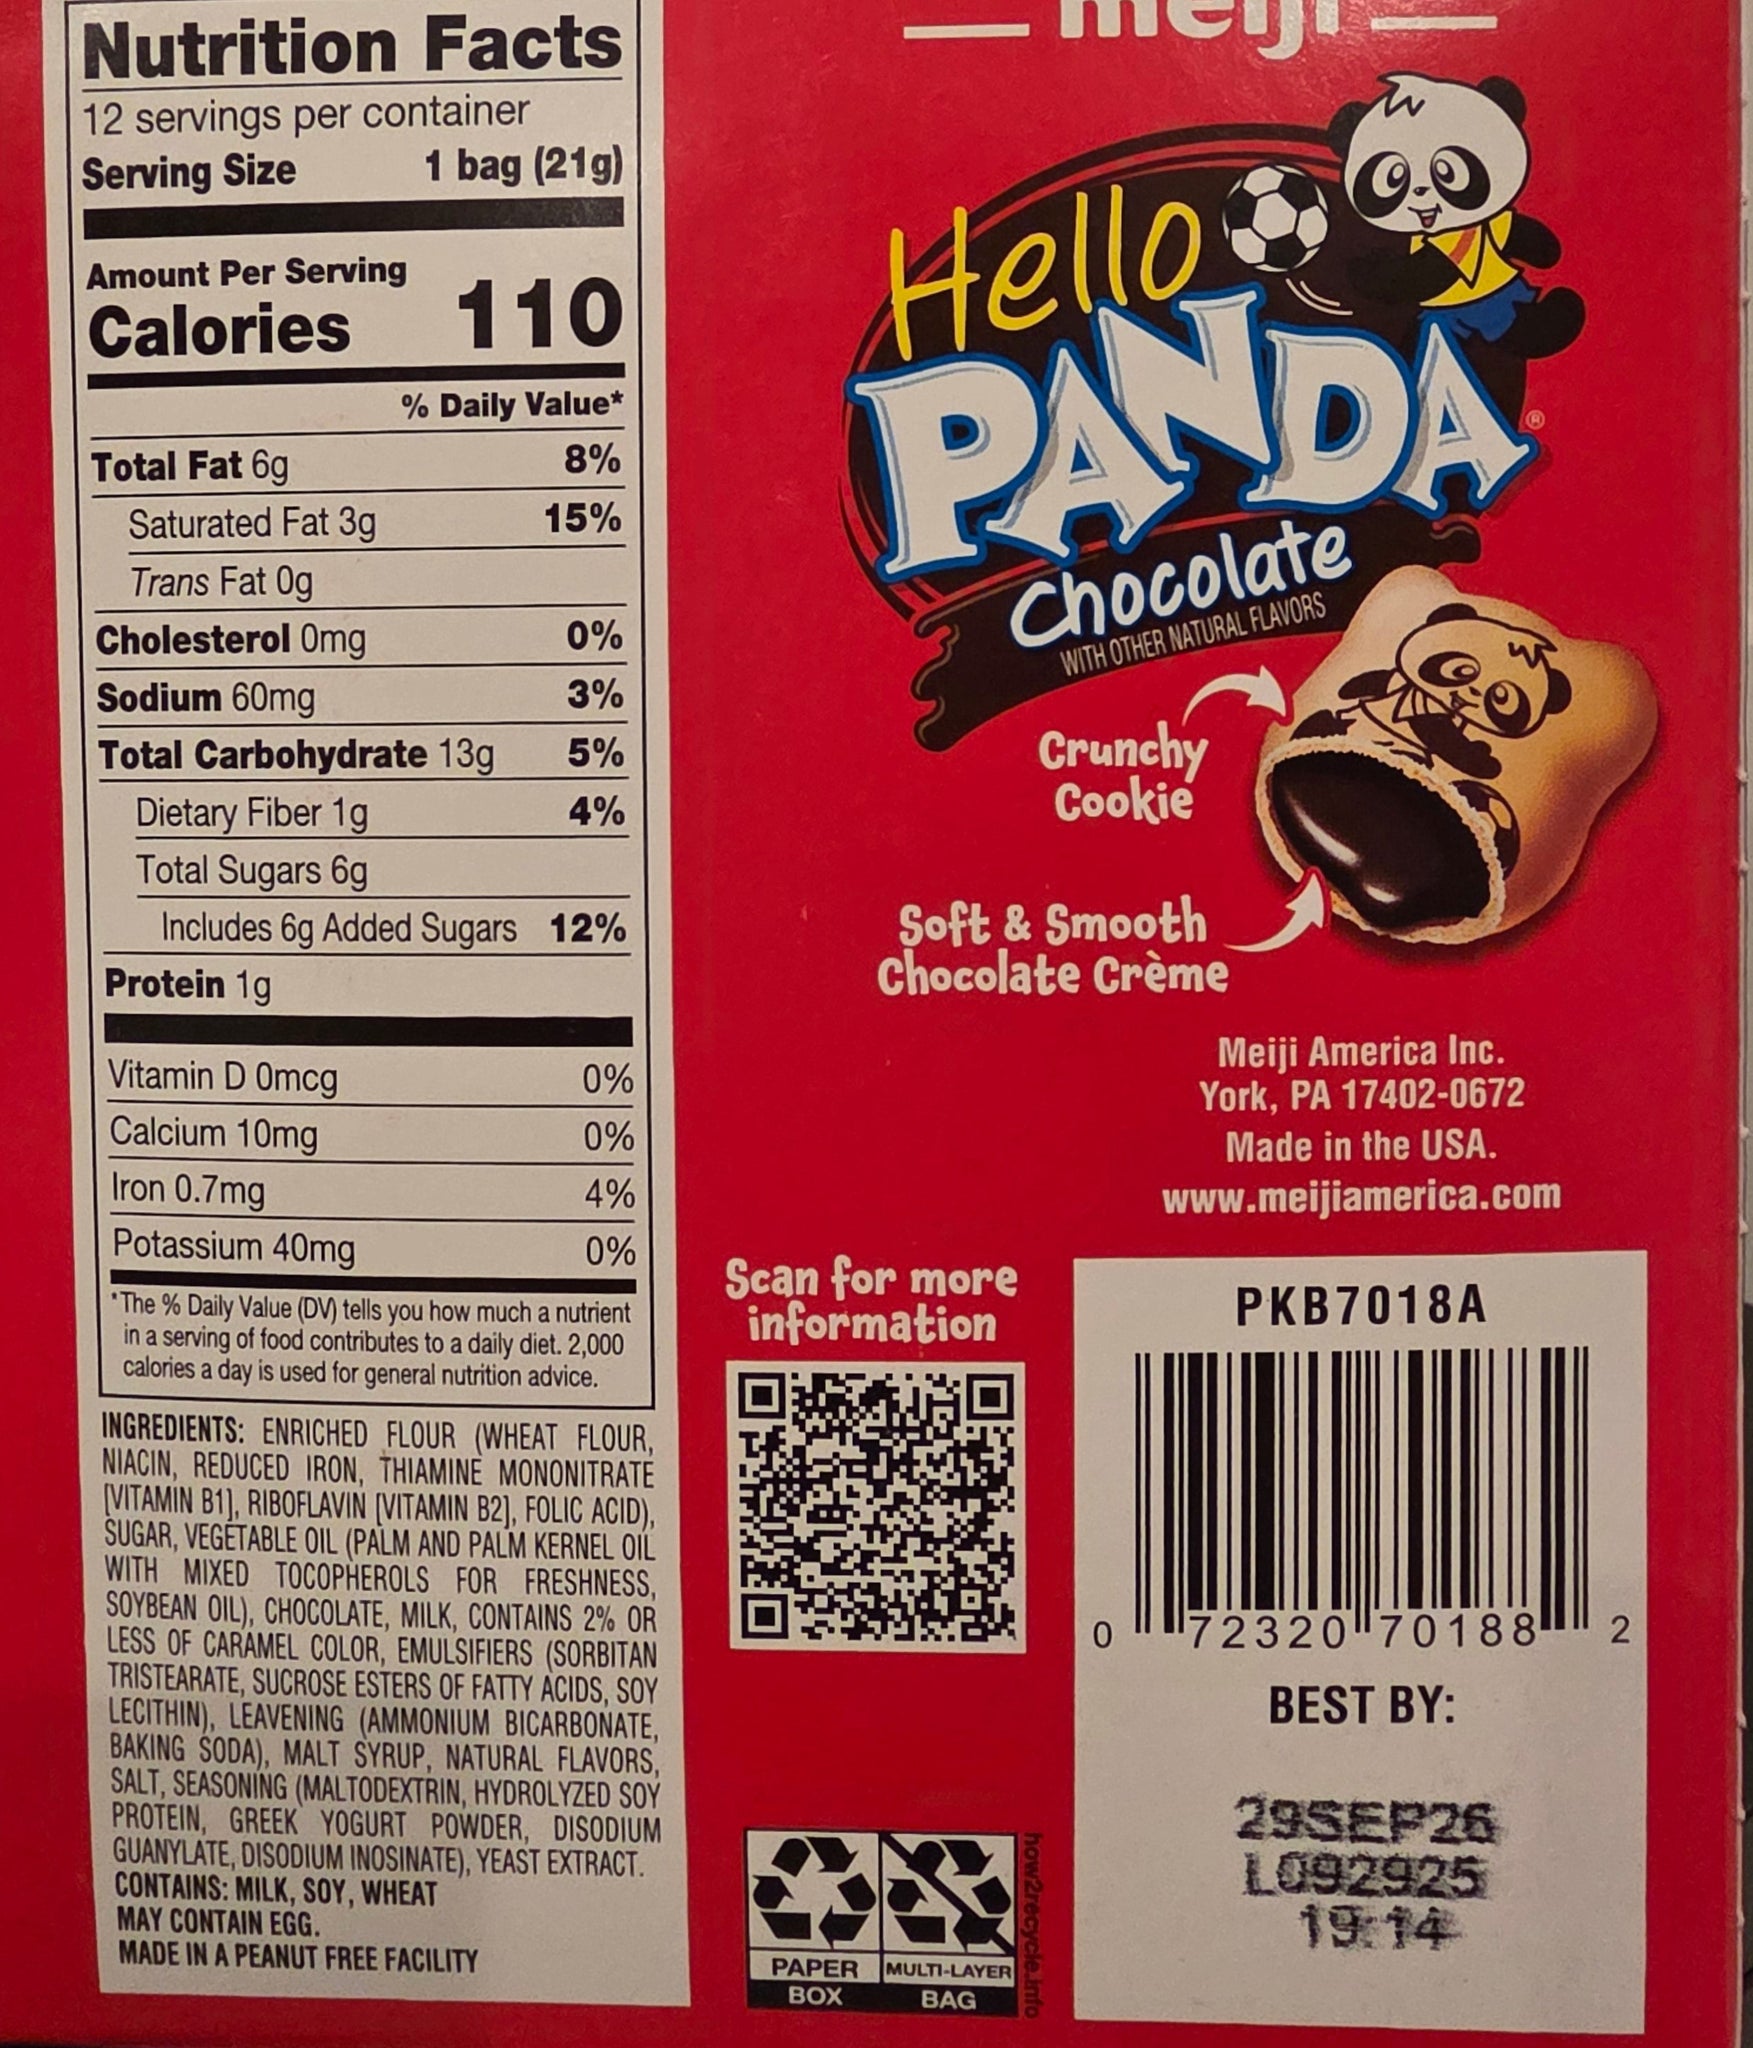 Nutrition Facts
12 servings per container
Serving Size 1 bag (21g)
Amount Per Serving
Calories 110
% Daily Value*
Total Fat 6g 8%
Saturated Fat 3g 15%
Trans Fat 0g
Cholesterol 0mg 0%
Sodium 60mg 3%
Total Carbohydrate 13g 5%
Dietary Fiber 1g 4%
Total Sugars 6g
Includes 6g Added Sugars 12%
Protein 1g
Vitamin D 0mcg 0%
Calcium 10mg 0%
Iron 0.7mg 4%
Potassium 40mg 0%
*The % Daily Value (DV) tells you how much a nutrient
in a serving of food contributes to a daily diet. 2,000
calories a day is used for general nutrition advice.
INGREDIENTS: ENRICHED FLOUR (WHEAT FLOUR,
NIACIN, REDUCED IRON, THIAMINE MONONITRATE
[VITAMIN B1], RIBOFLAVIN [VITAMIN B2], FOLIC ACID),
SUGAR, VEGETABLE OIL (PALM AND PALM KERNEL OIL
WITH MIXED TOCOPHEROLS FOR FRESHNESS,
SOYBEAN OIL), CHOCOLATE, MILK, CONTAINS 2% OR
LESS OF CARAMEL COLOR, EMULSIFIERS (SORBITAN
TRISTEARATE, SUCROSE ESTERS OF FATTY ACIDS, SOY
LECITHIN), LEAVENING (AMMONIUM BICARBONATE,
BAKING SODA), MALT SYRUP, NATURAL FLAVORS,
SALT, SEASONING (MALTODEXTRIN, HYDROLYZED SOY
PROTEIN, GREEK YOGURT POWDER, DISODIUM
GUANYLATE, DISODIUM INOSINATE), YEAST EXTRACT.
CONTAINS: MILK, SOY, WHEAT
MAY CONTAIN EGG.
MADE IN A PEANUT FREE FACILITY
meiji
Hello
PANDA®
Chocolate
WITH OTHER NATURAL FLAVORS
Crunchy
Cookie
Soft & Smooth
Chocolate Crème
Meiji America Inc.
York, PA 17402-0672
Made in the USA.
www.meijiamerica.com
Scan for more
information
PKB7018A
0 72320 70188 2
BEST BY:
29SEP26
L092925
19:14
PAPER
BOX
MULTI-LAYER
BAG
how2recycle.info